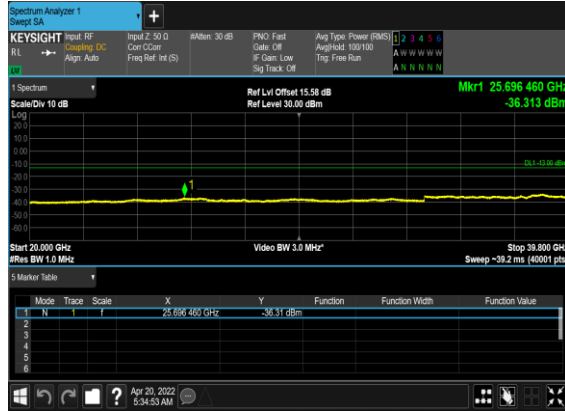 Spectrum Analyzer 1
Swept SA
+
KEYSIGHT Input: RF Input Z: 50 Ω #Atten: 30 dB PNO: Fast Avg Type: Power (RMS) 1 2 3 4 5 6
RL Coupling: DC Corr CCorr Gate: Off Avg|Hold: 100/100 A W W W W W
Align: Auto Freq Ref: Int (S) IF Gain: Low Trig: Free Run
LV Sig Track: Off A N N N N N
1 Spectrum Ref Lvl Offset 15.58 dB Mkr1 25.696 460 GHz
Scale/Div 10 dB Ref Level 30.00 dBm -36.313 dBm
Log
20.0
10.0
0.00
-10.0 DL1 -13.00 dBm
-20.0
-30.0 1
-40.0
-50.0
-60.0
Start 20.000 GHz Video BW 3.0 MHz* Stop 39.800 GHz
#Res BW 1.0 MHz Sweep ~39.2 ms (40001 pts)
5 Marker Table
Mode Trace Scale X Y Function Function Width Function Value
1 N 1 f 25.696 460 GHz -36.31 dBm
2
3
4
5
6
? Apr 20, 2022
5:34:53 AM